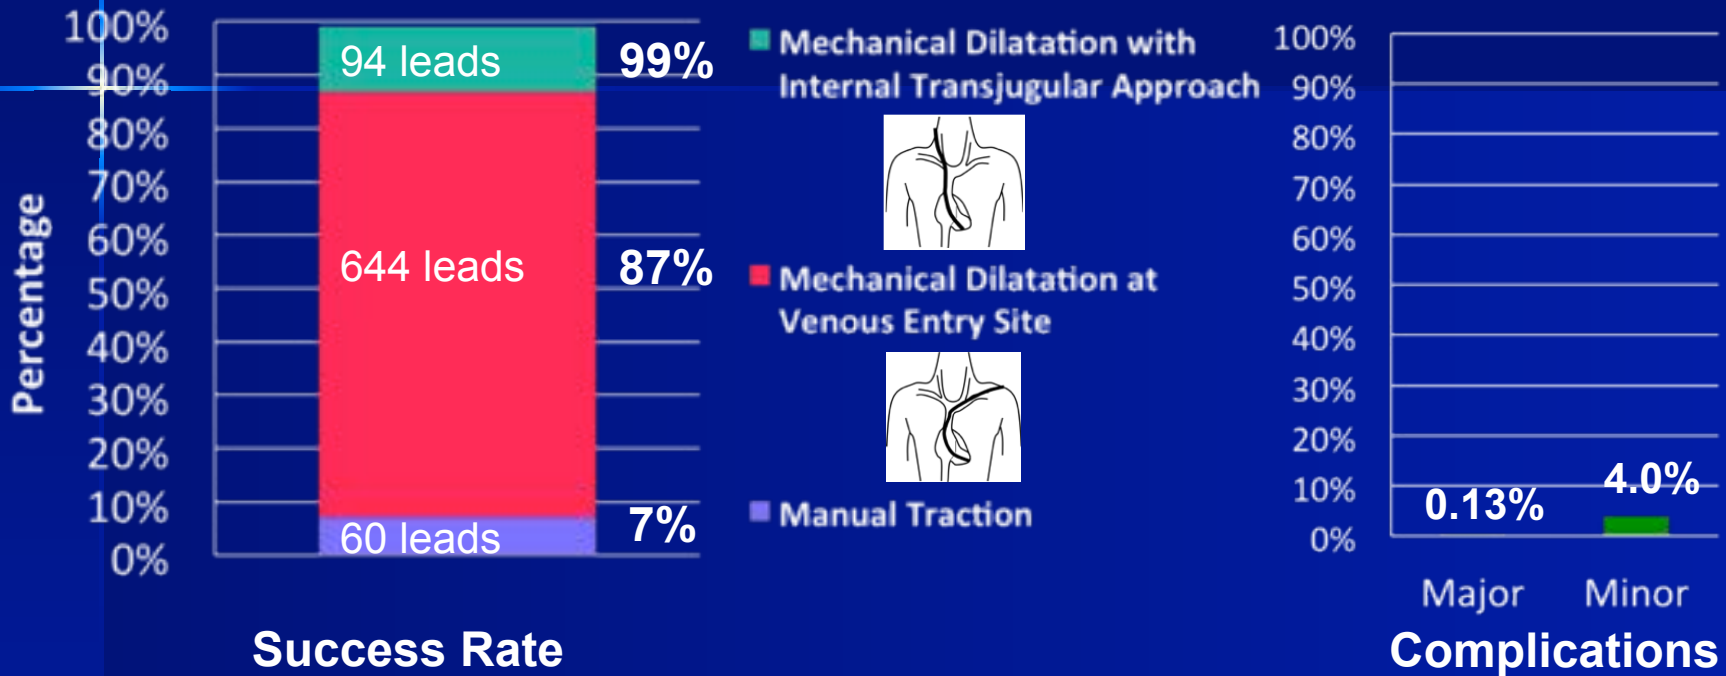 Percentage
100%
90%
80%
70%
60%
50%
40%
30%
20%
10%
0%
94 leads
644 leads
60 leads
99%
87%
7%
Success Rate
Mechanical Dilatation with
Internal Transjugular Approach
Mechanical Dilatation at
Venous Entry Site
Manual Traction
100%
90%
80%
70%
60%
50%
40%
30%
20%
10%
0%
0.13%
4.0%
Major Minor
Complications